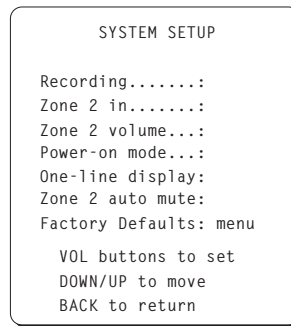 SYSTEM SETUP
Recording.......:
Zone 2 in.......:
Zone 2 volume...:
Power-on mode...:
One-line display:
Zone 2 auto mute:
Factory Defaults: menu
VOL buttons to set
DOWN/UP to move
BACK to return